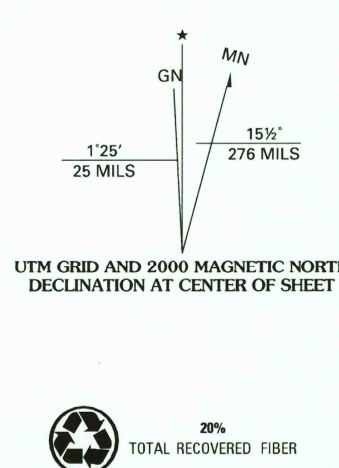 ★
MN
GN
15½°
276 MILS
1°25′
25 MILS
UTM GRID AND 2000 MAGNETIC NORT
DECLINATION AT CENTER OF SHEET
20%
TOTAL RECOVERED FIBER